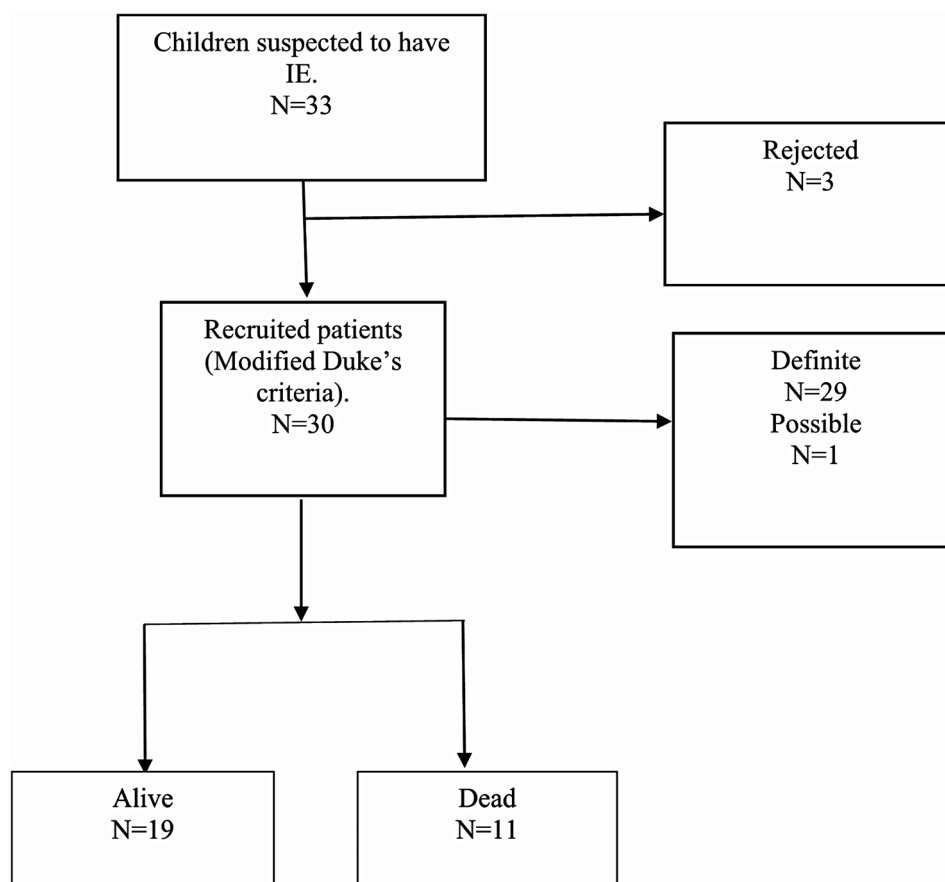 Children suspected to have
IE.
N=33
Rejected
N=3
Recruited patients
(Modified Duke’s
criteria).
N=30
Definite
N=29
Possible
N=1
Alive
N=19
Dead
N=11